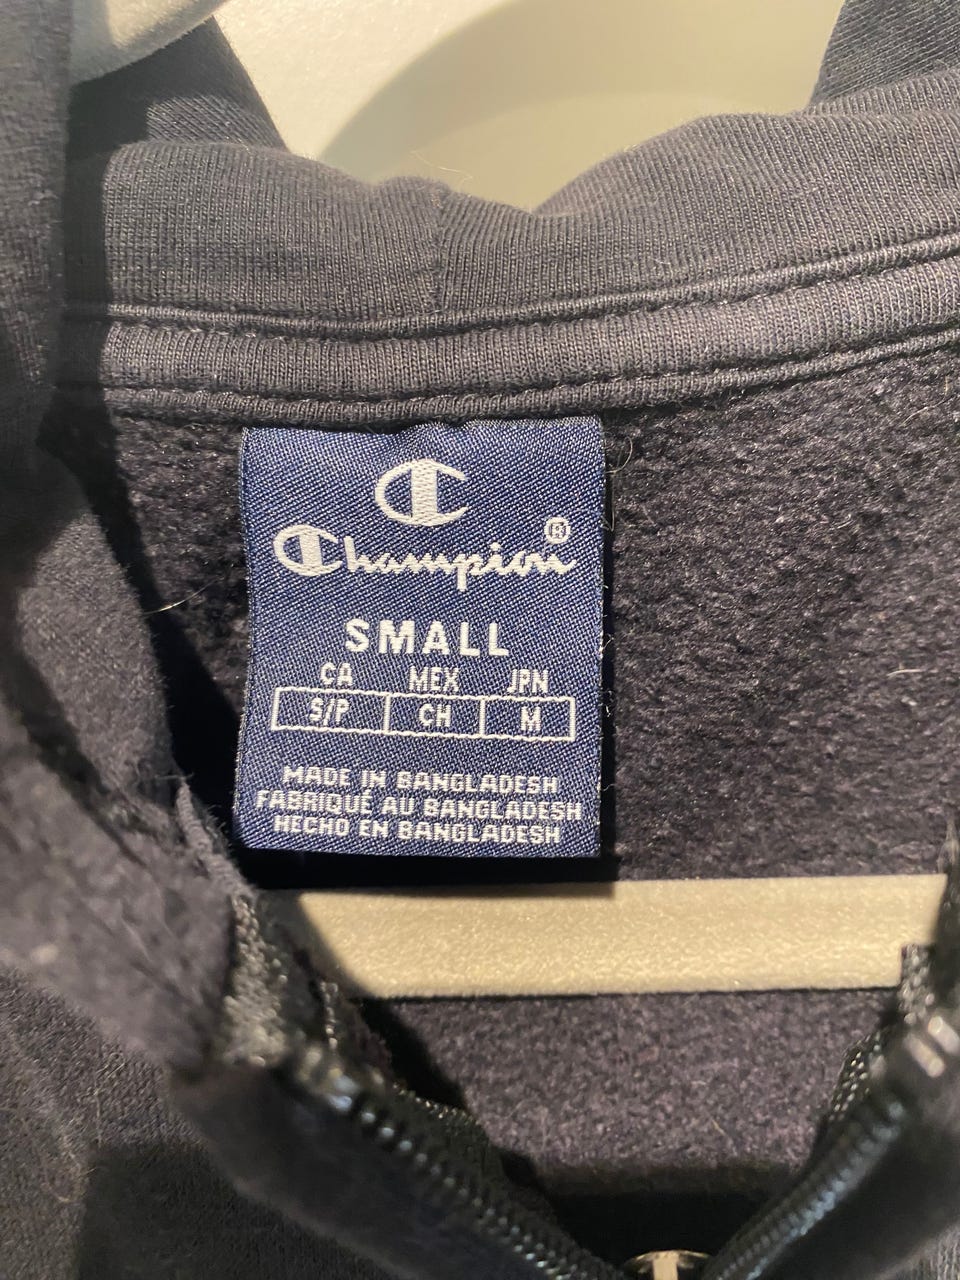 Champion®
SMALL
CA MEX JPN
S/P CH M
MADE IN BANGLADESH
FABRIQUÉ AU BANGLADESH
HECHO EN BANGLADESH